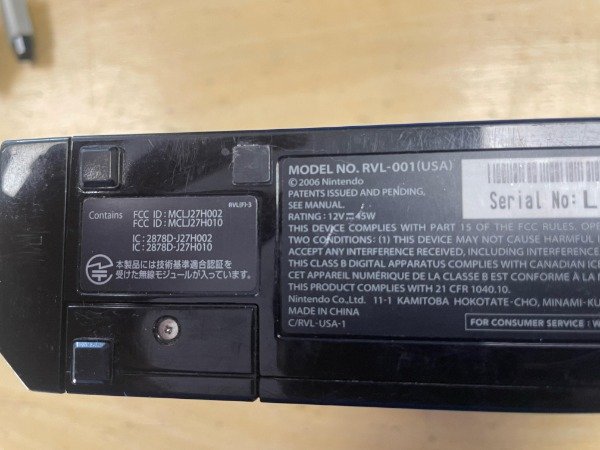 RVL101-3
Contains FCC ID : MCLJ27H002
FCC ID : MCLJ27H010
IC : 2878D-J27H002
IC : 2878D-J27H010
本製品には技術基準適合認証を
受けた無線モジュールが入っています。
MODEL NO. RVL-001(USA)
©2006 Nintendo
PATENTS ISSUED AND PENDING,
SEE MANUAL.
RATING : 12V⎓45W
THIS DEVICE COMPLIES WITH PART 15 OF THE FCC RULES. OPER
TWO CONDITIONS: (1) THIS DEVICE MAY NOT CAUSE HARMFUL I
ACCEPT ANY INTERFERENCE RECEIVED, INCLUDING INTERFEREN
THIS CLASS B DIGITAL APPARATUS COMPLIES WITH CANADIAN ICE
CET APPAREIL NUMÉRIQUE DE LA CLASSE B EST CONFORME À LA
THIS PRODUCT COMPLIES WITH 21 CFR 1040.10.
Nintendo Co., Ltd. 11-1 KAMITOBA HOKOTATE-CHO, MINAMI-KU
MADE IN CHINA
C/RVL-USA-1
FOR CONSUMER SERVICE : W
Serial No: L